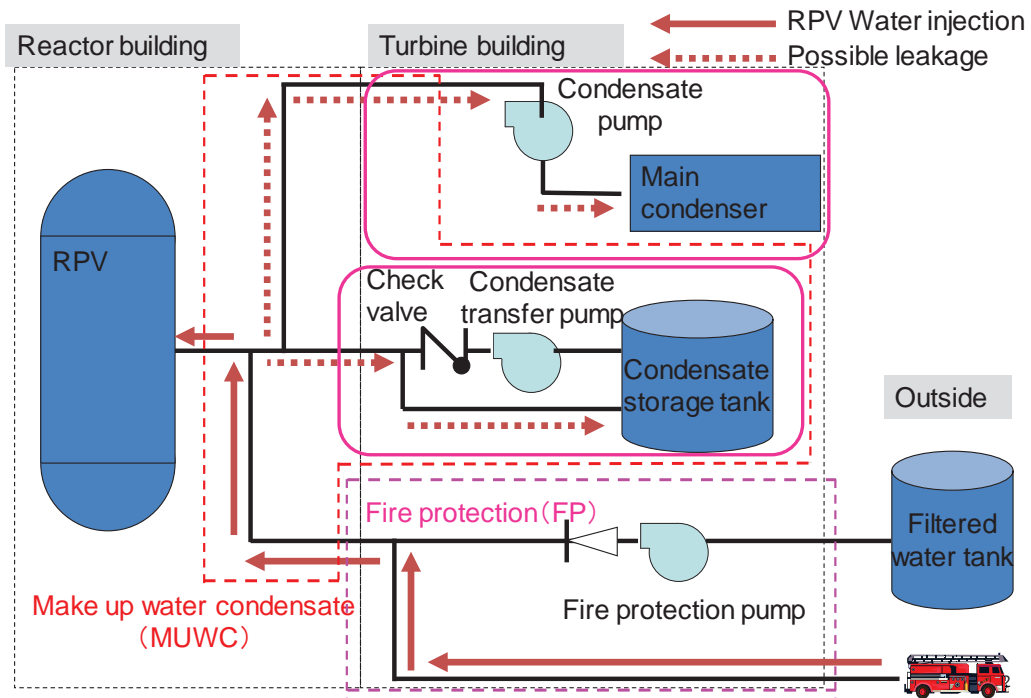 RPV Water injection
Possible leakage
Reactor building
Turbine building
Condensate
pump
Main
condenser
RPV
Check
valve
Condensate
transfer pump
Condensate
storage tank
Outside
Filtered
water tank
Fire protection（FP）
Fire protection pump
Make up water condensate
（MUWC）